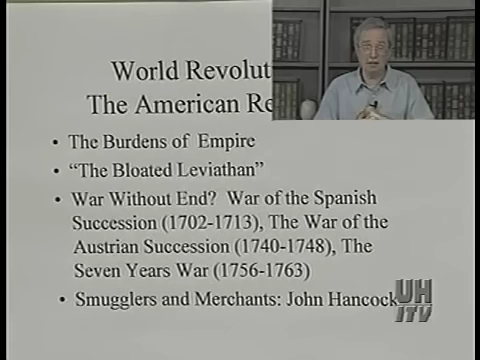 World Revolut
The American Re
• The Burdens of Empire
• "The Bloated Leviathan"
• War Without End? War of the Spanish
Succession (1702-1713), The War of the
Austrian Succession (1740-1748), The
Seven Years War (1756-1763)
• Smugglers and Merchants: John Hancock
UH
ITV